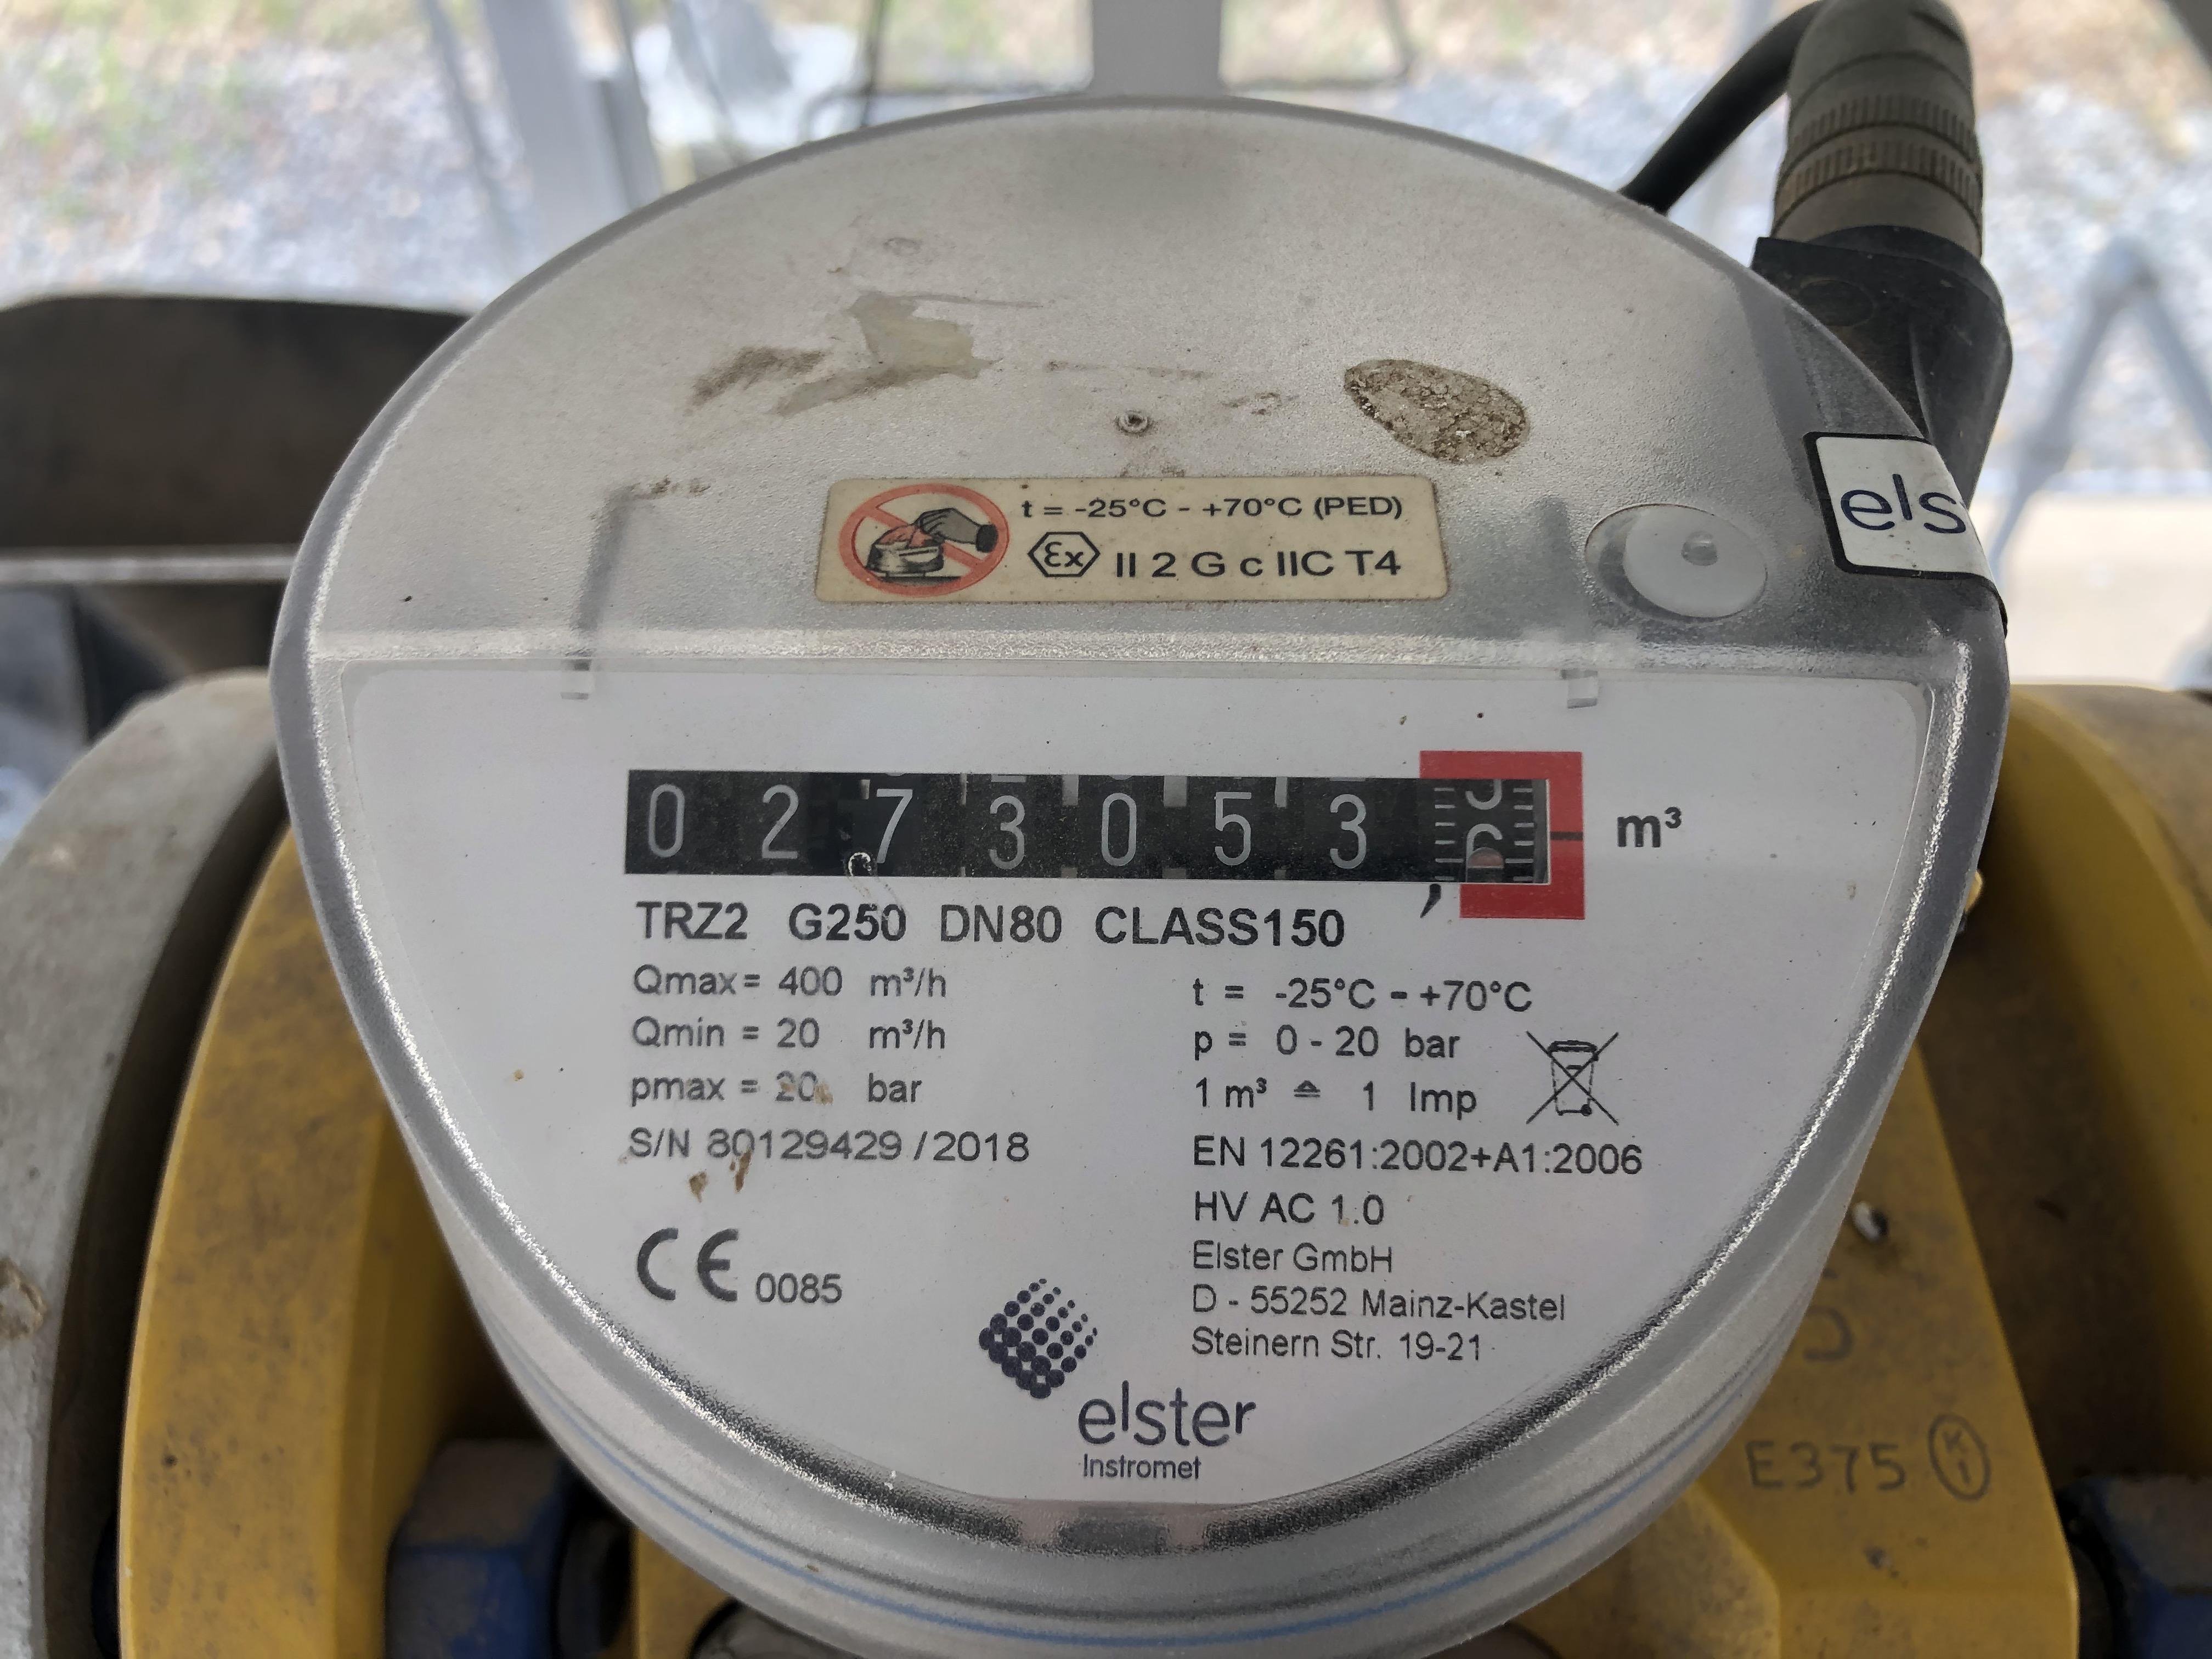 t = -25°C - +70°C (PED)
Ex II 2 G c IIC T4
els
0 2 7 3 0 5 3 , m³
TRZ2 G250 DN80 CLASS150
Qmax = 400 m³/h
Qmin = 20 m³/h
pmax = 20 bar
S/N 80129429 / 2018
t = -25°C - +70°C
p = 0 - 20 bar
1 m³ ≙ 1 Imp
EN 12261:2002+A1:2006
HV AC 1.0
Elster GmbH
D - 55252 Mainz-Kastel
Steinern Str. 19-21
CE 0085
elster
Instromet
E375 K1